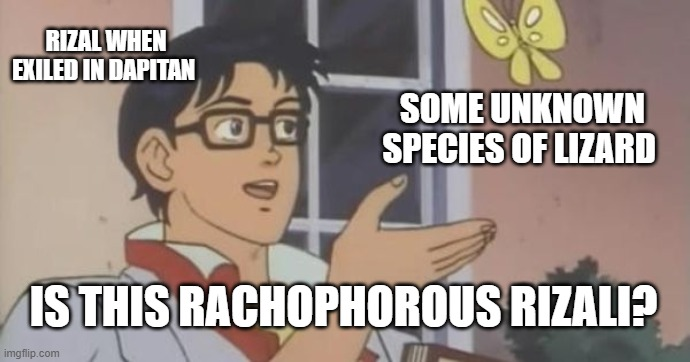 RIZAL WHEN
EXILED IN DAPITAN
SOME UNKNOWN
SPECIES OF LIZARD
IS THIS RACHOPHOROUS RIZALI?
imgflip.com